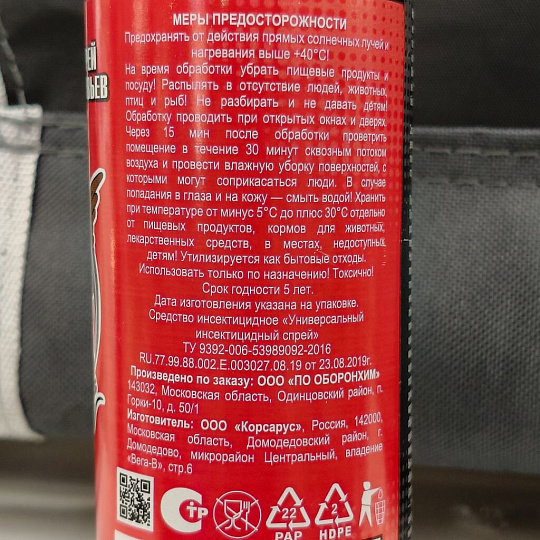 МЕРЫ ПРЕДОСТОРОЖНОСТИ
Предохранять от действия прямых солнечных лучей и
нагревания выше +40°С!
На время обработки убрать пищевые продукты и
посуду! Распылять в отсутствие людей, животных,
птиц и рыб! Не разбирать и не давать детям!
Обработку проводить при открытых окнах и дверях.
Через 15 мин после обработки проветрить
помещение в течение 30 минут сквозным потоком
воздуха и провести влажную уборку поверхностей, с
которыми могут соприкасаться люди. В случае
попадания в глаза и на кожу — смыть водой! Хранить
при температуре от минус 5°С до плюс 30°С отдельно
от пищевых продуктов, кормов для животных,
лекарственных средств, в местах, недоступных
детям! Утилизируется как бытовые отходы.
Использовать только по назначению! Токсично!
Срок годности 5 лет.
Дата изготовления указана на упаковке.
Средство инсектицидное «Универсальный
инсектицидный спрей»
ТУ 9392-006-53989092-2016
RU.77.99.88.002.Е.003027.08.19 от 23.08.2019г.
Произведено по заказу: ООО «ПО ОБОРОНХИМ»
143032, Московская область, Одинцовский район, п.
Горки-10, д. 50/1
Изготовитель: ООО «Корсарус», Россия, 142000,
Московская область, Домодедовский район, г.
Домодедово, микрорайон Центральный, владение
«Вега-В», стр.6
СТР
22
PAP
2
HDPE